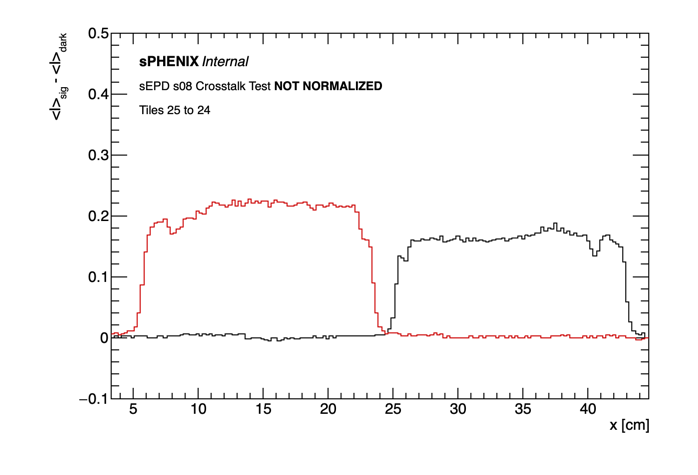 <I>sig - <I>dark
0.5
sPHENIX Internal
sEPD s08 Crosstalk Test NOT NORMALIZED
0.4
Tiles 25 to 24
0.3
0.2
0.1
0
−0.1
5 10 15 20 25 30 35 40
x [cm]